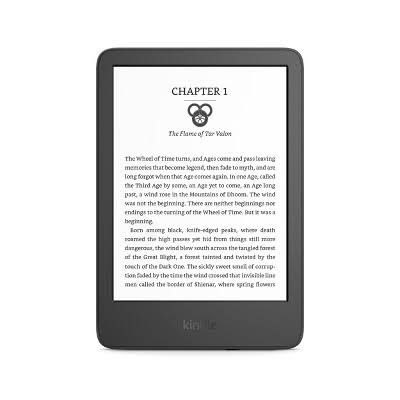 CHAPTER 1
The Flame of Tar Valon
The Wheel of Time turns, and Ages come and pass leaving
memories that become legend, then fade to myth, and are
long forgot when that Age comes again. In one Age, called
the Third Age by some, an Age yet to come, an Age long
past, a wind rose in the Mountains of Dhoom. The wind
was not the beginning. There are neither beginnings nor
endings to the turning of the Wheel of Time. But it was a
beginning.
Born among black, knife-edged peaks, where death
roamed the high passes yet hid from things still more
dangerous, the wind blew south across the tangled forest
of the Great Blight, a forest tainted and twisted by the
touch of the Dark One. The sickly sweet smell of corrup-
tion faded by the time the wind crossed that invisible line
men called the border of Shienar, where spring flowers
kindle